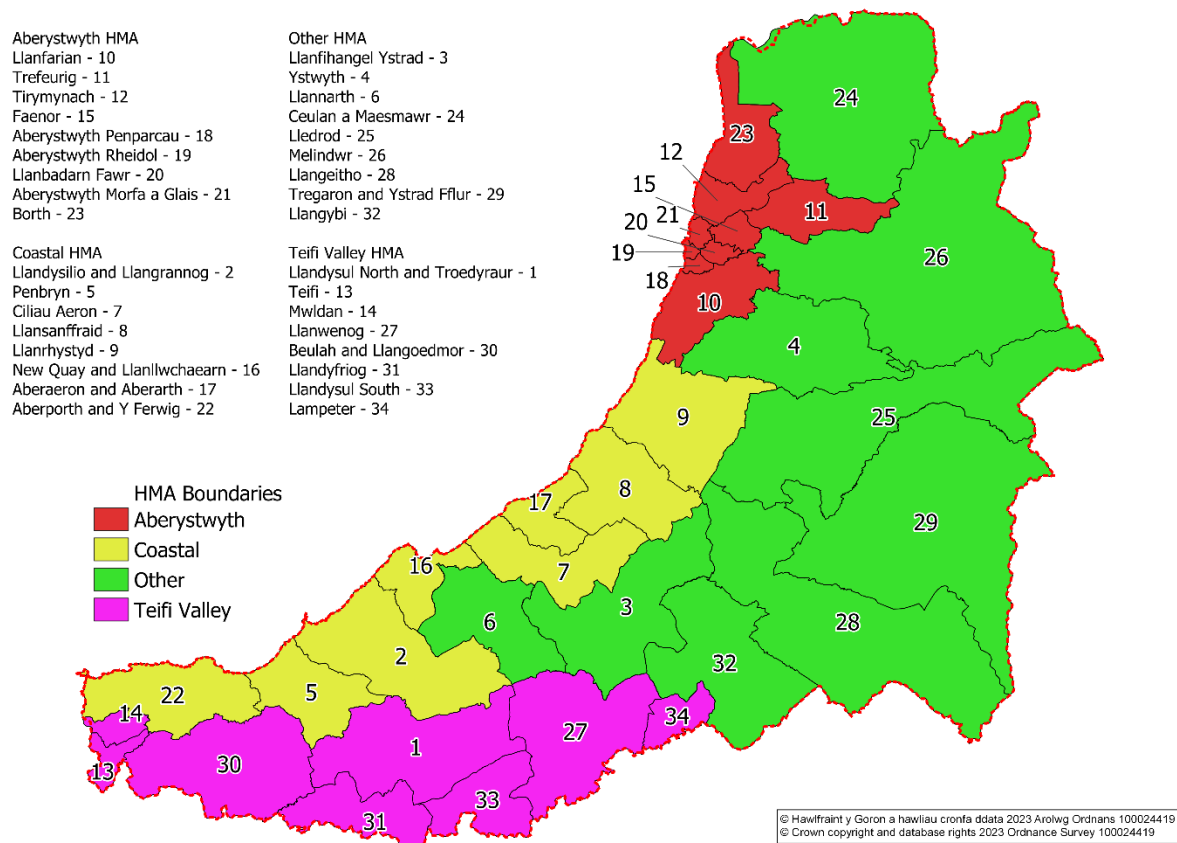 Aberystwyth HMA
Llanfarian - 10
Trefeurig - 11
Tirymynach - 12
Faenor - 15
Aberystwyth Penparcau - 18
Aberystwyth Rheidol - 19
Llanbadarn Fawr - 20
Aberystwyth Morfa a Glais - 21
Borth - 23
Other HMA
Llanfihangel Ystrad - 3
Ystwyth - 4
Llannarth - 6
Ceulan a Maesmawr - 24
Lledrod - 25
Melindwr - 26
Llangeitho - 28
Tregaron and Ystrad Fflur - 29
Llangybi - 32
Coastal HMA
Llandysilio and Llangrannog - 2
Penbryn - 5
Ciliau Aeron - 7
Llansanffraid - 8
Llanrhystyd - 9
New Quay and Llanllwchaearn - 16
Aberaeron and Aberarth - 17
Aberporth and Y Ferwig - 22
Teifi Valley HMA
Llandysul North and Troedyraur - 1
Teifi - 13
Mwldan - 14
Llanwenog - 27
Beulah and Llangoedmor - 30
Llandyfriog - 31
Llandysul South - 33
Lampeter - 34
HMA Boundaries
Aberystwyth
Coastal
Other
Teifi Valley
24
23
12
15
21
11
20
19
26
18
10
4
9
25
8
17
29
16
7
3
6
28
2
32
5
22
14
34
27
1
30
13
33
31
© Hawlfraint y Goron a hawliau cronfa ddata 2023 Arolwg Ordnans 100024419
© Crown copyright and database rights 2023 Ordnance Survey 100024419